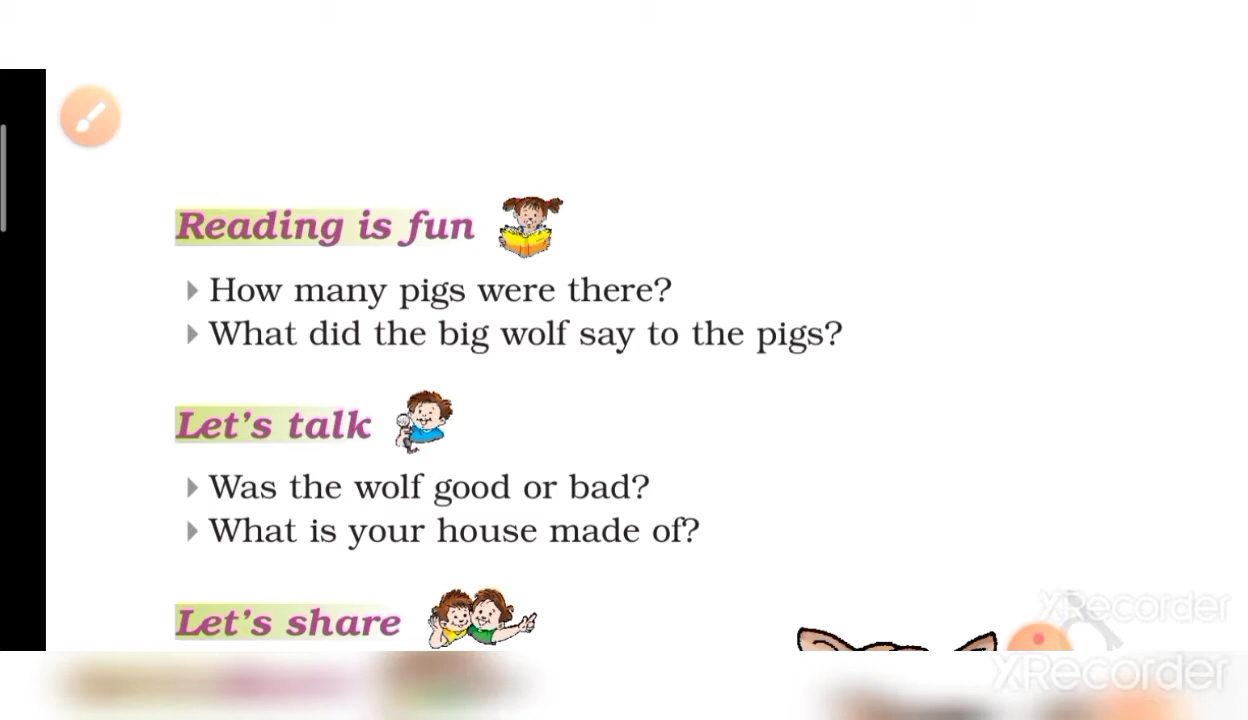 Reading is fun
How many pigs were there?
What did the big wolf say to the pigs?
Let's talk
Was the wolf good or bad?
What is your house made of?
Let's share
XRecorder
XRecorder